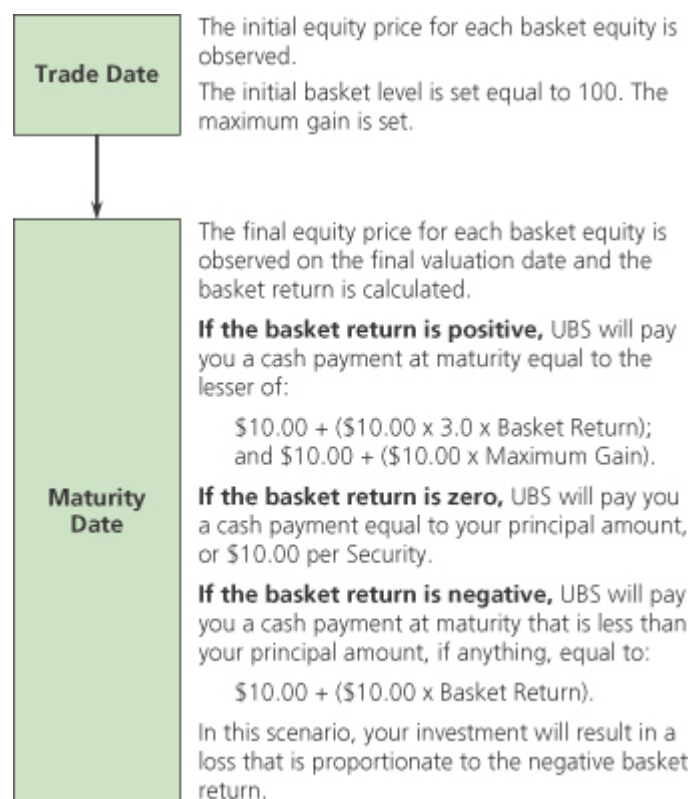 Trade Date
The initial equity price for each basket equity is
observed.
The initial basket level is set equal to 100. The
maximum gain is set.
Maturity
Date
The final equity price for each basket equity is
observed on the final valuation date and the
basket return is calculated.
If the basket return is positive, UBS will pay
you a cash payment at maturity equal to the
lesser of:
$10.00 + ($10.00 x 3.0 x Basket Return);
and $10.00 + ($10.00 x Maximum Gain).
If the basket return is zero, UBS will pay you
a cash payment equal to your principal amount,
or $10.00 per Security.
If the basket return is negative, UBS will pay
you a cash payment at maturity that is less than
your principal amount, if anything, equal to:
$10.00 + ($10.00 x Basket Return).
In this scenario, your investment will result in a
loss that is proportionate to the negative basket
return.